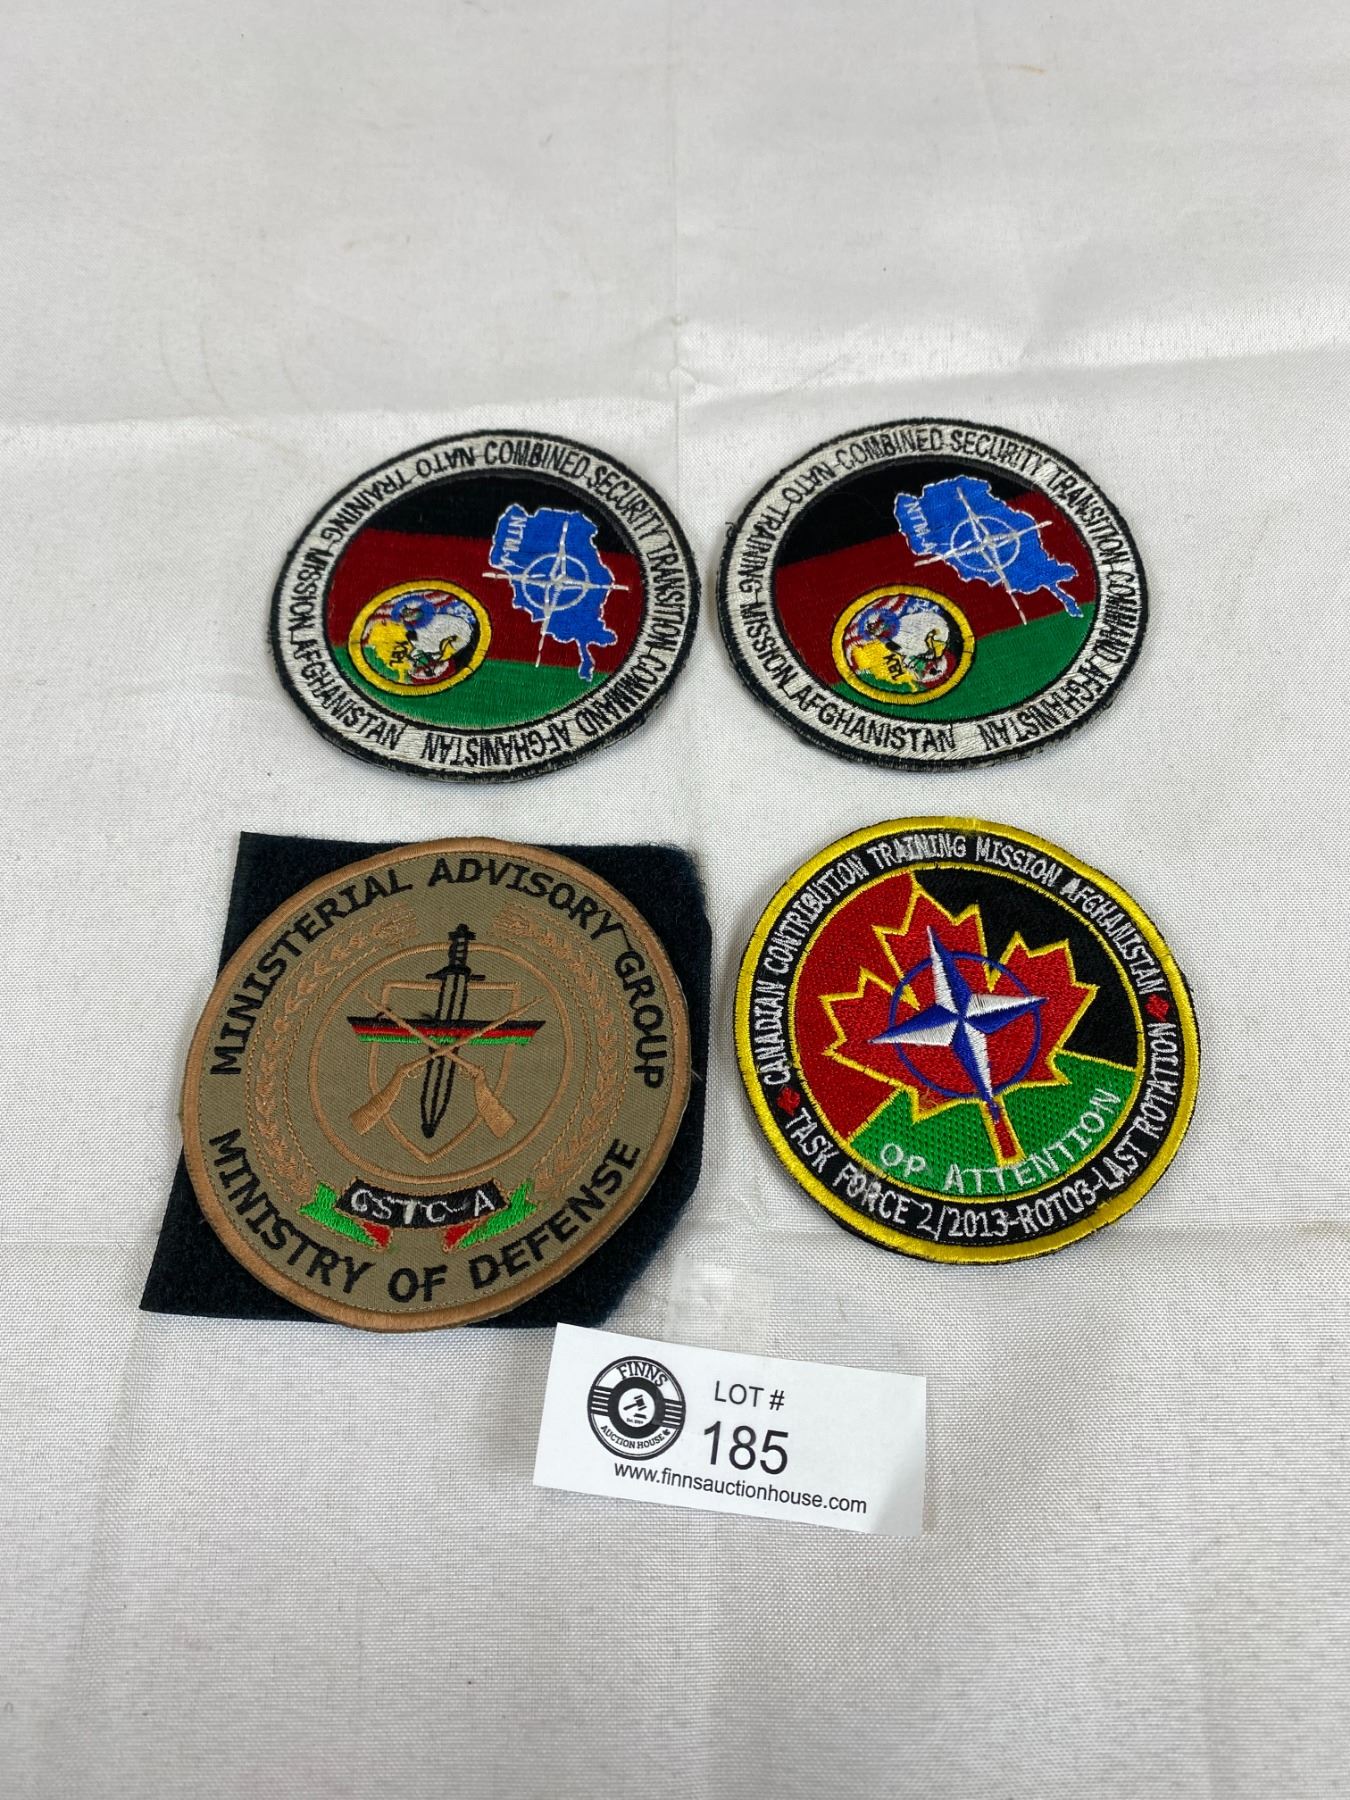 NATO TRAINING MISSION AFGHANISTAN
COMBINED SECURITY TRANSITION COMMAND AFGHANISTAN
NTM-A
NATO TRAINING MISSION AFGHANISTAN
COMBINED SECURITY TRANSITION COMMAND AFGHANISTAN
NTM-A
MINISTERIAL ADVISORY GROUP
CSTC-A
MINISTRY OF DEFENSE
CANADIAN CONTRIBUTION TRAINING MISSION AFGHANISTAN
OP ATTENTION
TASK FORCE 2/2013-ROTO3-LAST ROTATION
FINNS
AUCTION HOUSE
LOT #
185
www.finnsauctionhouse.com